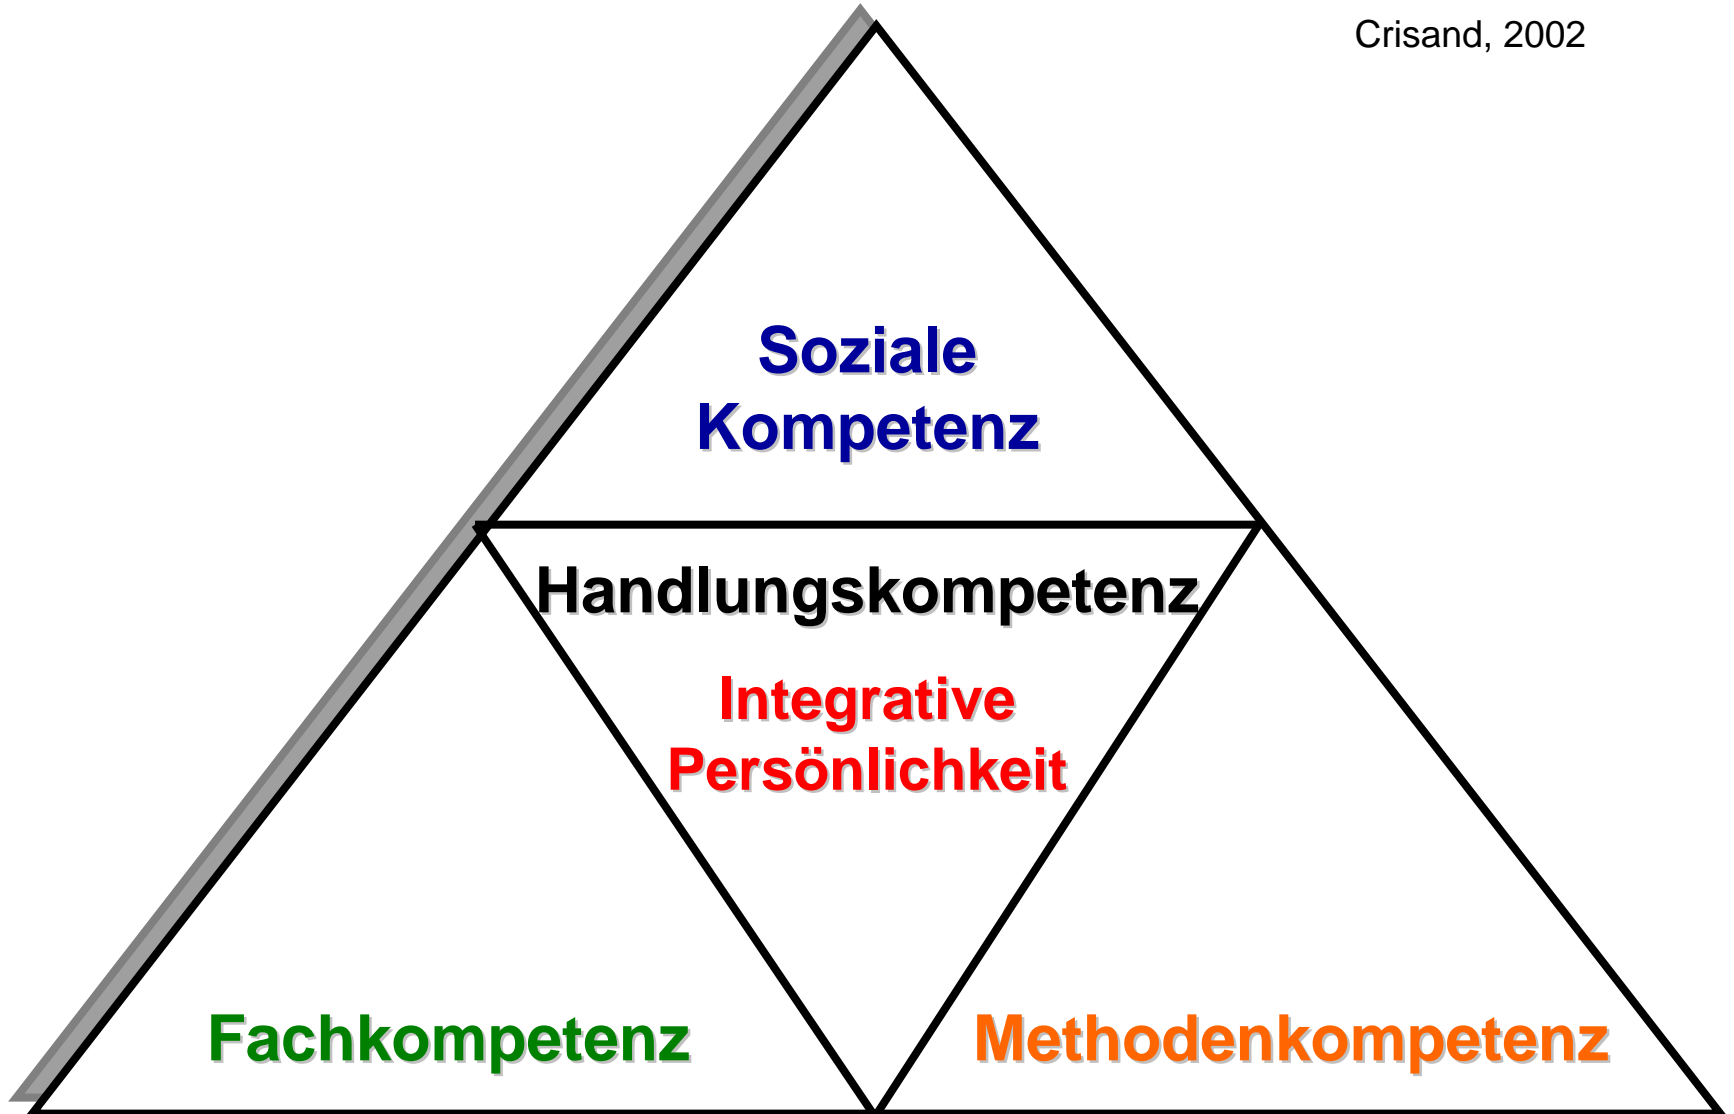 Crisand, 2002
Soziale
Kompetenz
Handlungskompetenz
Integrative
Persönlichkeit
Fachkompetenz
Methodenkompetenz